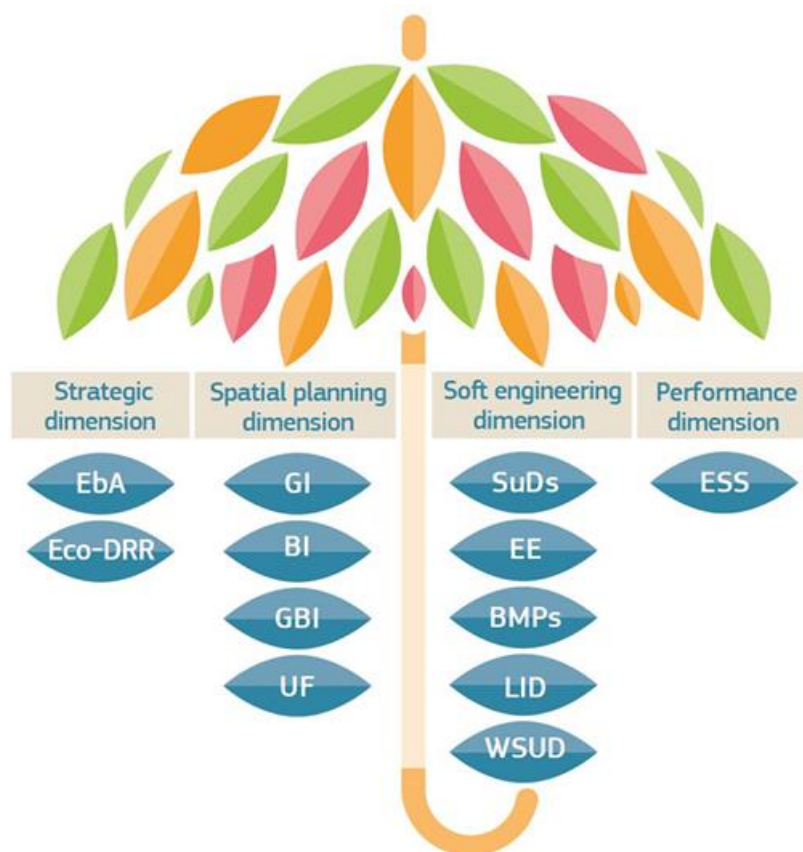 Strategic
dimension
Spatial planning
dimension
Soft engineering
dimension
Performance
dimension
EbA
Eco-DRR
GI
BI
GBI
UF
SuDs
EE
BMPs
LID
WSUD
ESS